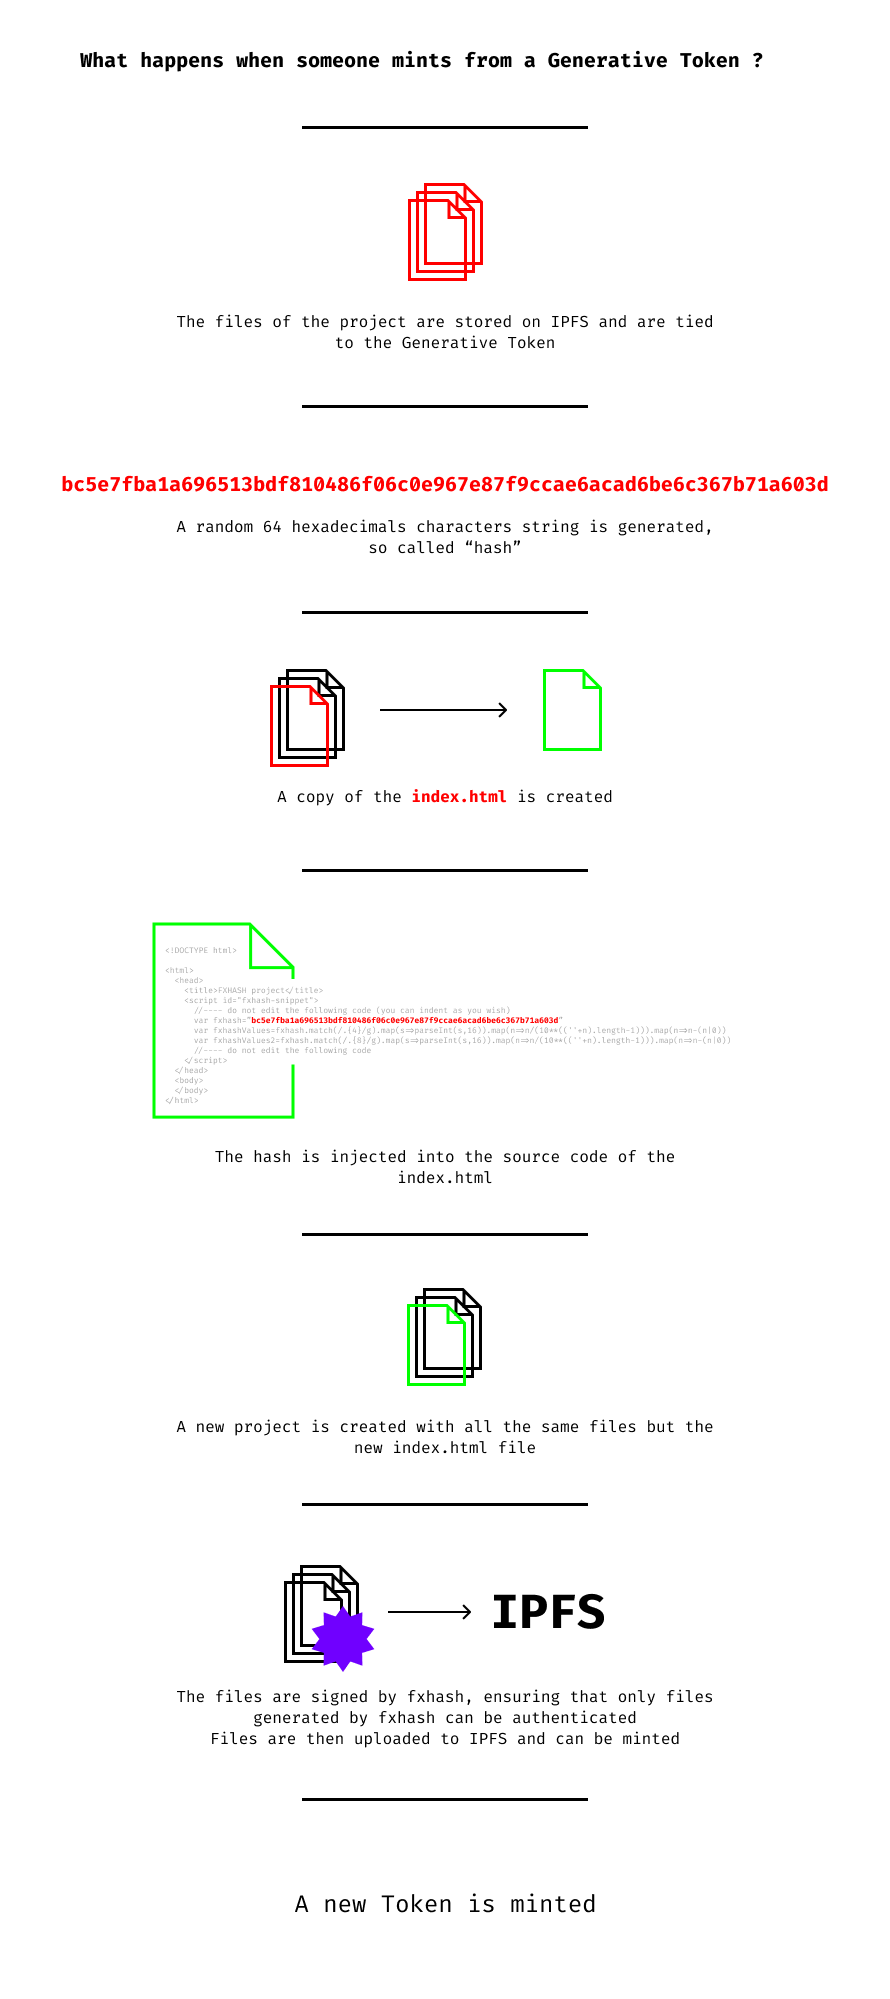 What happens when someone mints from a Generative Token ?
The files of the project are stored on IPFS and are tied
to the Generative Token
bc5e7fba1a696513bdf810486f06c0e967e87f9ccae6acad6be6c367b71a603d
A random 64 hexadecimals characters string is generated,
so called “hash”
A copy of the index.html is created
<!DOCTYPE html>
<html>
<head>
<title>FXHASH project</title>
<script id="fxhash-snippet">
//---- do not edit the following code (you can indent as you wish)
var fxhash="bc5e7fba1a696513bdf810486f06c0e967e87f9ccae6acad6be6c367b71a603d"
var fxhashValues=fxhash.match(/.{4}/g).map(s=>parseInt(s,16)).map(n=>n/(10**((''+n).length-1))).map(n=>n-(n|0))
var fxhashValues2=fxhash.match(/.{8}/g).map(s=>parseInt(s,16)).map(n=>n/(10**((''+n).length-1))).map(n=>n-(n|0))
//---- do not edit the following code
</script>
</head>
<body>
</body>
</html>
The hash is injected into the source code of the
index.html
A new project is created with all the same files but the
new index.html file
IPFS
The files are signed by fxhash, ensuring that only files
generated by fxhash can be authenticated
Files are then uploaded to IPFS and can be minted
A new Token is minted